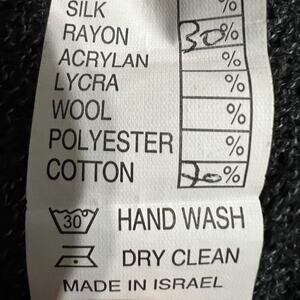 SILK %
RAYON 30%
ACRYLAN %
LYCRA %
WOOL %
POLYESTER %
COTTON 70%
30° HAND WASH
DRY CLEAN
MADE IN ISRAEL